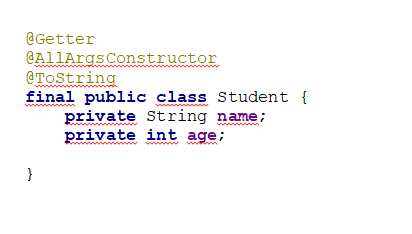 @Getter
@AllArgsConstructor
@ToString
final public class Student {
    private String name;
    private int age;

}